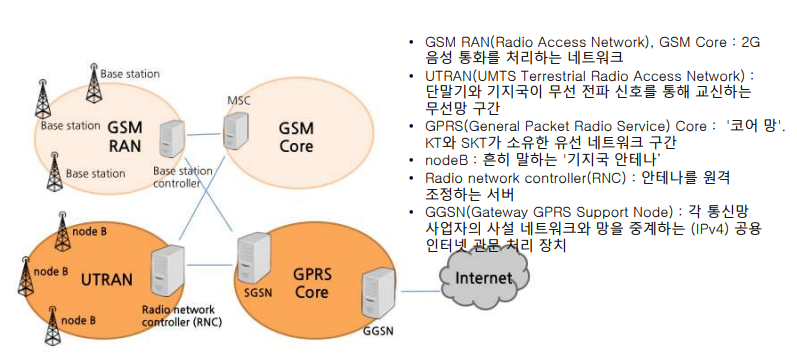 Base station
Base station
Base station
GSM
RAN
Base station
controller
MSC
GSM
Core
node B
node B
node B
UTRAN
Radio network
controller (RNC)
SGSN
GPRS
Core
GGSN
Internet
• GSM RAN(Radio Access Network), GSM Core : 2G
음성 통화를 처리하는 네트워크
• UTRAN(UMTS Terrestrial Radio Access Network) :
단말기와 기지국이 무선 전파 신호를 통해 교신하는
무선망 구간
• GPRS(General Packet Radio Service) Core : '코어 망'.
KT와 SKT가 소유한 유선 네트워크 구간
• nodeB : 흔히 말하는 '기지국 안테나’
• Radio network controller(RNC) : 안테나를 원격
조정하는 서버
• GGSN(Gateway GPRS Support Node) : 각 통신망
사업자의 사설 네트워크와 망을 중계하는 (IPv4) 공용
인터넷 관문 처리 장치